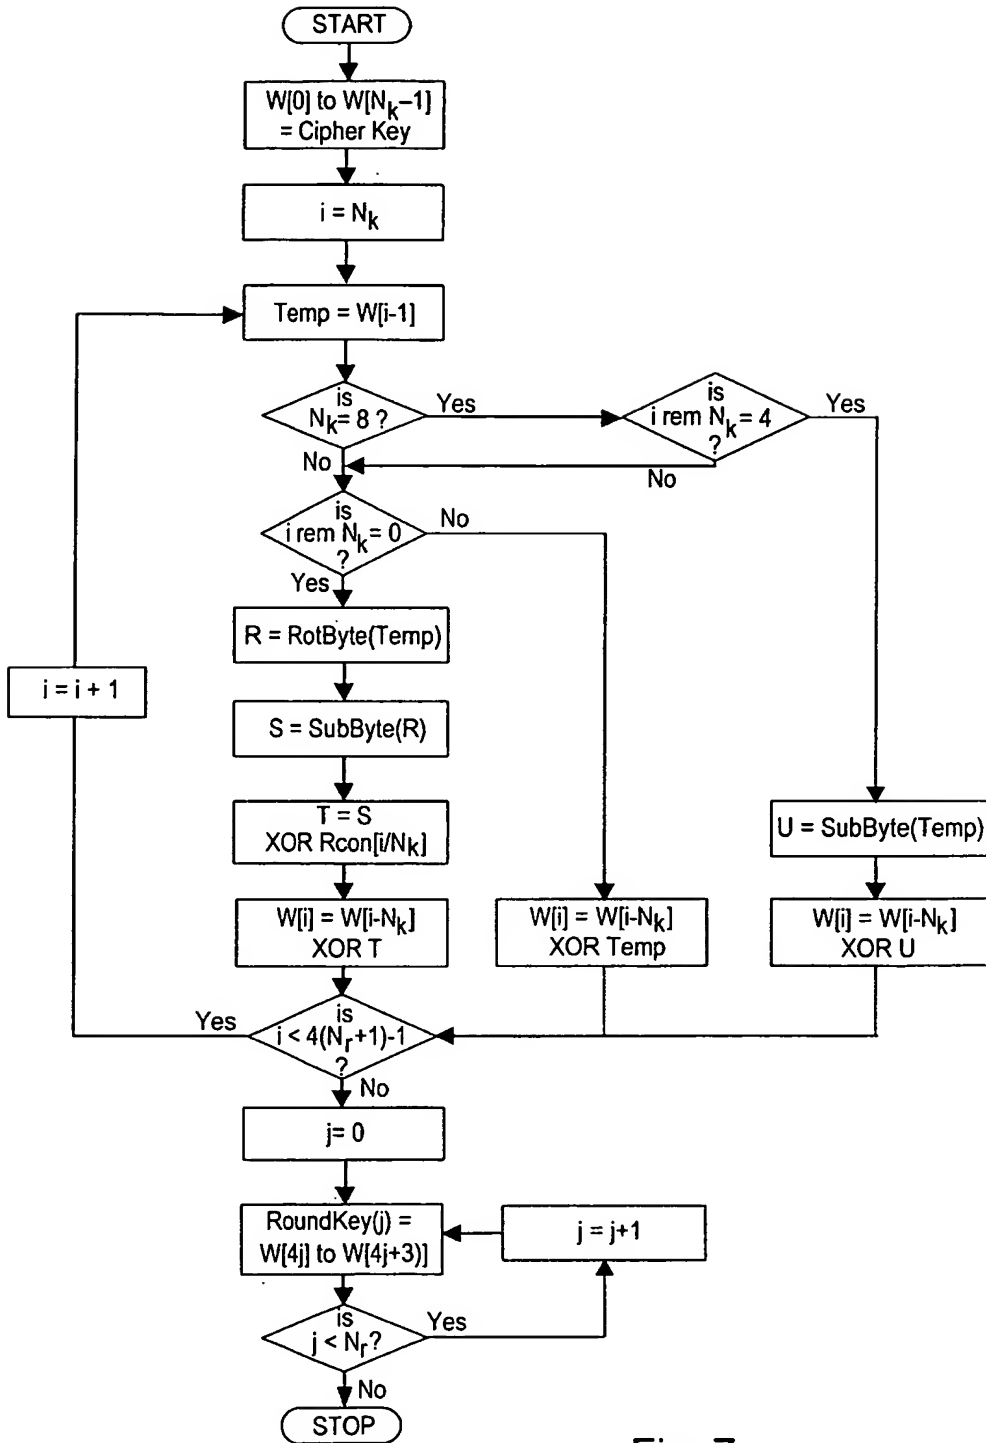 START
W[0] to W[Nk–1]
= Cipher Key
i = Nk
Temp = W[i-1]
is
Nk= 8 ?
Yes
No
is
i rem Nk= 4
?
Yes
No
is
i rem Nk= 0
?
No
Yes
R = RotByte(Temp)
i = i + 1
S = SubByte(R)
T = S
XOR Rcon[i/Nk]
U = SubByte(Temp)
W[i] = W[i-Nk]
XOR T
W[i] = W[i-Nk]
XOR Temp
W[i] = W[i-Nk]
XOR U
is
i < 4(Nr+1)-1
?
Yes
No
j= 0
RoundKey(j) =
W[4j] to W[4j+3)]
j = j+1
is
j < Nr?
Yes
No
STOP